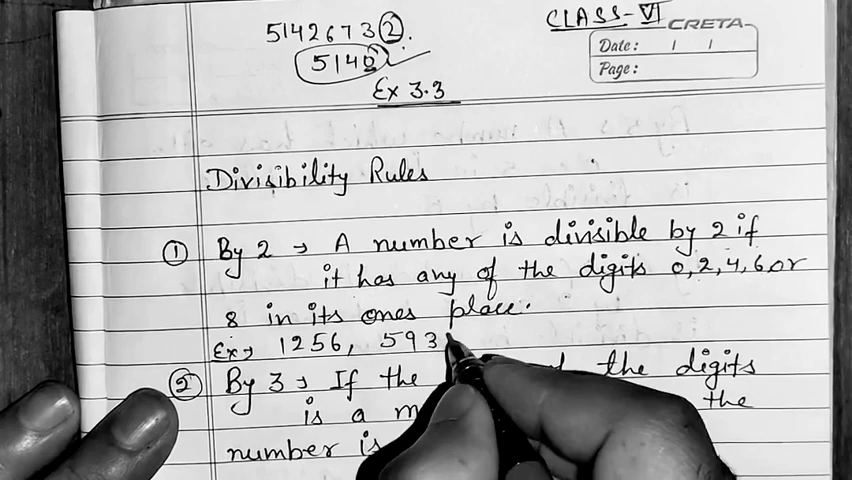 CLASS-VI
51426732.
CRETA
5140
Date: / /
Page:
Ex 3.3
Divisibility Rules
① By 2 → A number is divisible by 2 if
it has any of the digits 0,2,4,6,or
8 in its ones place.
Ex→ 1256, 593
② By 3 → If the the digits
is a m the
number is